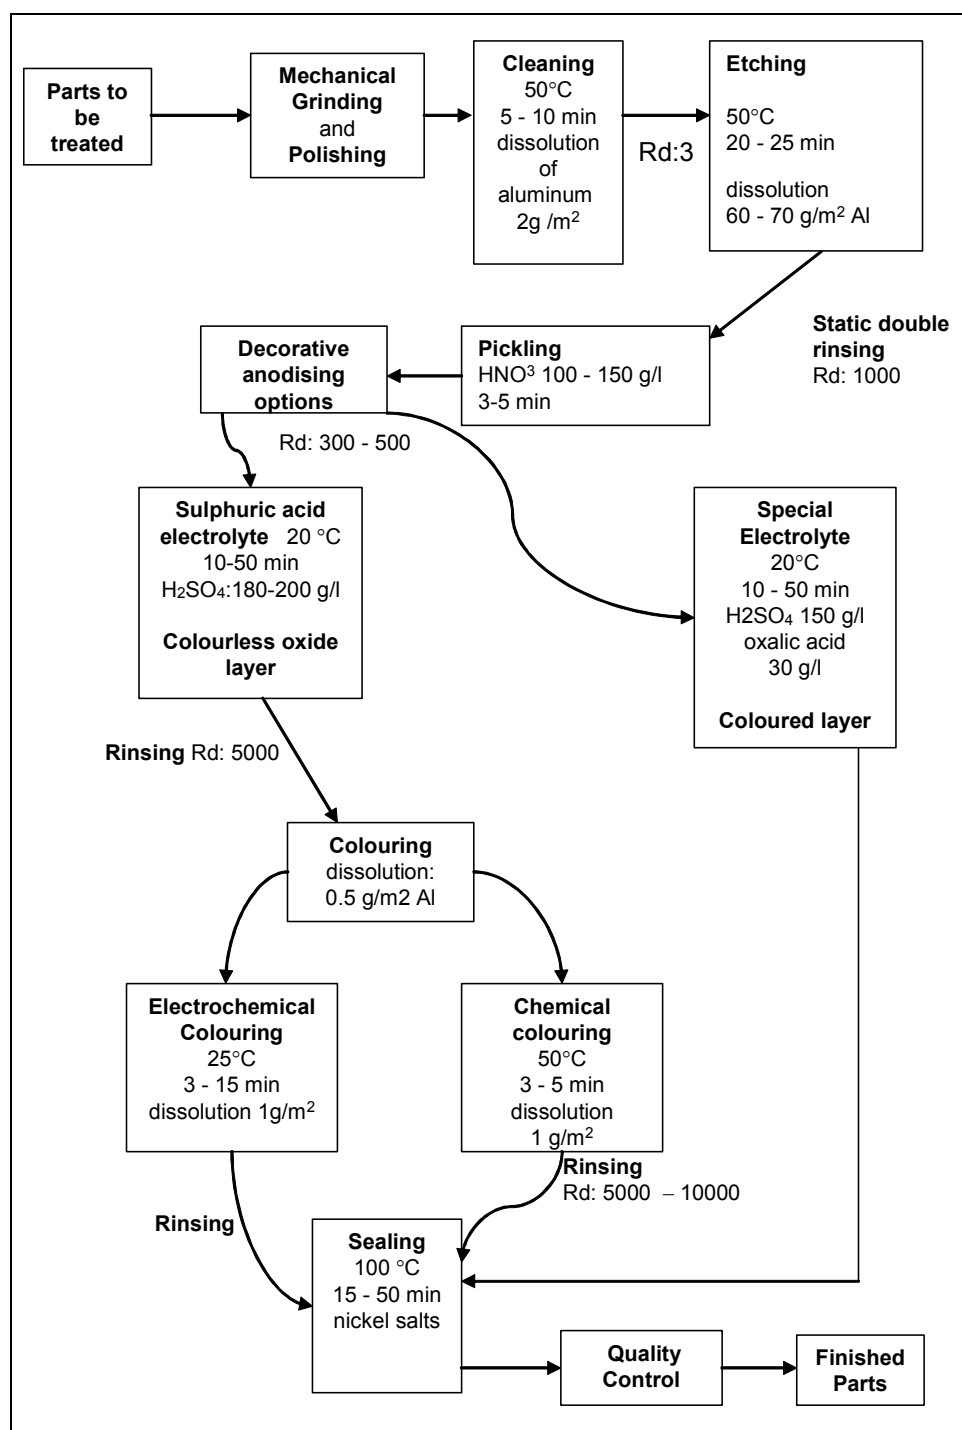 Parts to
be
treated
Mechanical
Grinding
and
Polishing
Cleaning
50°C
5 - 10 min
dissolution
of
aluminum
2g /m²
Rd:3
Etching
50°C
20 - 25 min
dissolution
60 - 70 g/m² Al
Static double
rinsing
Rd: 1000
Pickling
HNO³ 100 - 150 g/l
3-5 min
Decorative
anodising
options
Rd: 300 - 500
Sulphuric acid
electrolyte 20 °C
10-50 min
H₂SO₄:180-200 g/l
Colourless oxide
layer
Special
Electrolyte
20°C
10 - 50 min
H2SO₄ 150 g/l
oxalic acid
30 g/l
Coloured layer
Rinsing Rd: 5000
Colouring
dissolution:
0.5 g/m2 Al
Electrochemical
Colouring
25°C
3 - 15 min
dissolution 1g/m²
Chemical
colouring
50°C
3 - 5 min
dissolution
1 g/m²
Rinsing
Rd: 5000 – 10000
Rinsing
Sealing
100 °C
15 - 50 min
nickel salts
Quality
Control
Finished
Parts